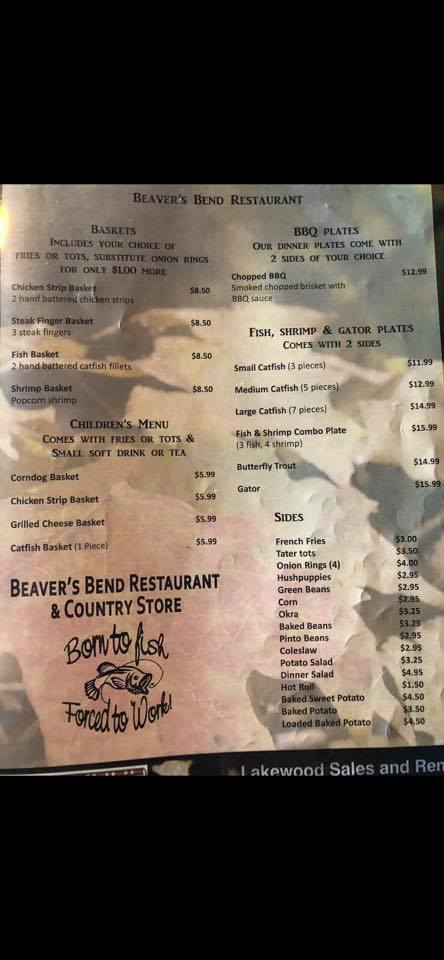 BEAVER'S BEND RESTAURANT
BASKETS
INCLUDES YOUR CHOICE OF
FRIES OR TOTS, SUBSTITUTE ONION RINGS
FOR ONLY $1.00 MORE
Chicken Strip Basket $8.50
2 hand battered chicken strips
Steak Finger Basket $8.50
3 steak fingers
Fish Basket $8.50
2 hand battered catfish fillets
Shrimp Basket $8.50
Popcorn shrimp
CHILDREN'S MENU
COMES WITH FRIES OR TOTS &
SMALL SOFT DRINK OR TEA
Corndog Basket $5.99
Chicken Strip Basket $5.99
Grilled Cheese Basket $5.99
Catfish Basket (1 Piece) $5.99
BEAVER'S BEND RESTAURANT
& COUNTRY STORE
Born to fish
Forced to Work!
BBQ PLATES
OUR DINNER PLATES COME WITH
2 SIDES OF YOUR CHOICE
Chopped BBQ $12.99
Smoked chopped brisket with
BBQ sauce
FISH, SHRIMP & GATOR PLATES
COMES WITH 2 SIDES
Small Catfish (3 pieces) $11.99
Medium Catfish (5 pieces) $12.99
Large Catfish (7 pieces) $14.99
Fish & Shrimp Combo Plate $15.99
(3 fish, 4 shrimp)
Butterfly Trout $14.99
Gator $15.99
SIDES
French Fries $3.00
Tater tots $3.50
Onion Rings (4) $4.00
Hushpuppies $2.95
Green Beans $2.95
Corn $2.95
Okra $3.25
Baked Beans $3.25
Pinto Beans $2.95
Coleslaw $2.95
Potato Salad $3.25
Dinner Salad $4.95
Hot Roll $1.50
Baked Sweet Potato $4.50
Baked Potato $3.50
Loaded Baked Potato $4.50
Lakewood Sales and Ren